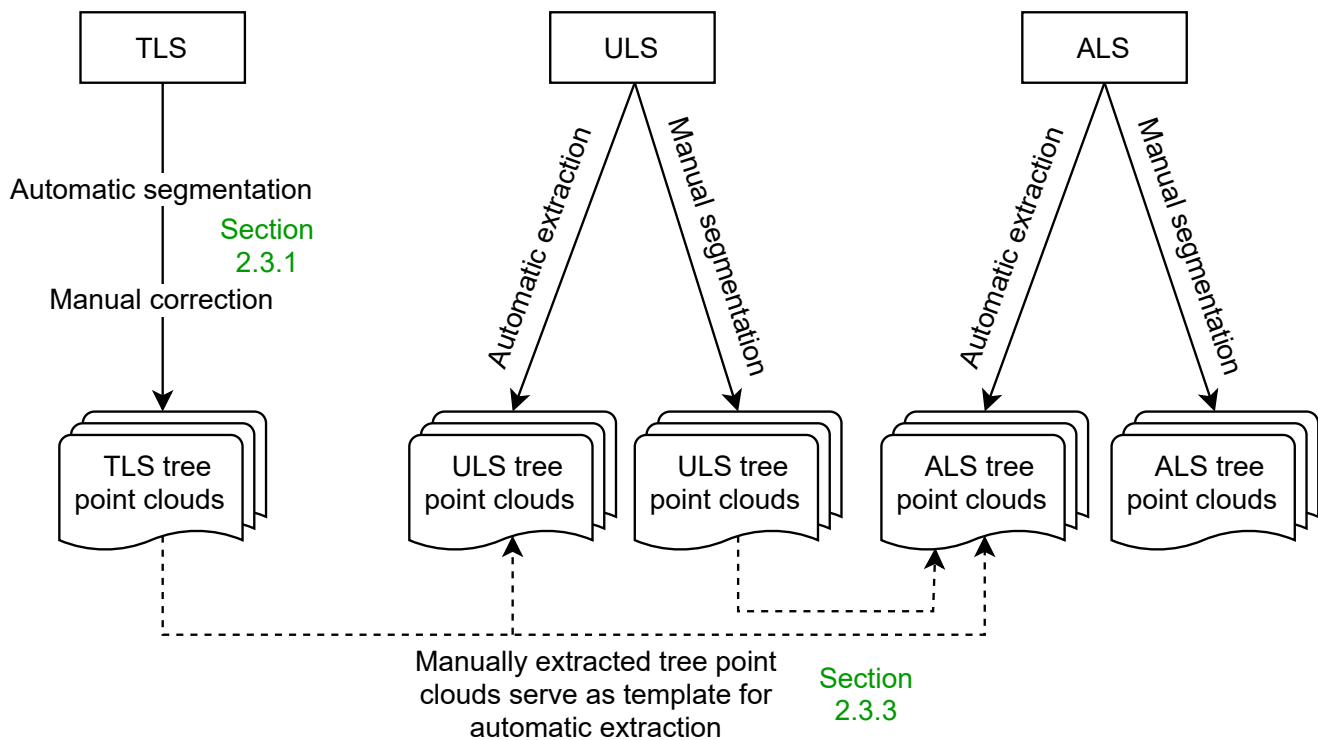 TLS
ULS
ALS
Automatic segmentation
Section
2.3.1
Manual correction
Automatic extraction
Manual segmentation
Automatic extraction
Manual segmentation
TLS tree
point clouds
ULS tree
point clouds
ULS tree
point clouds
ALS tree
point clouds
ALS tree
point clouds
Manually extracted tree point
clouds serve as template for
automatic extraction
Section
2.3.3